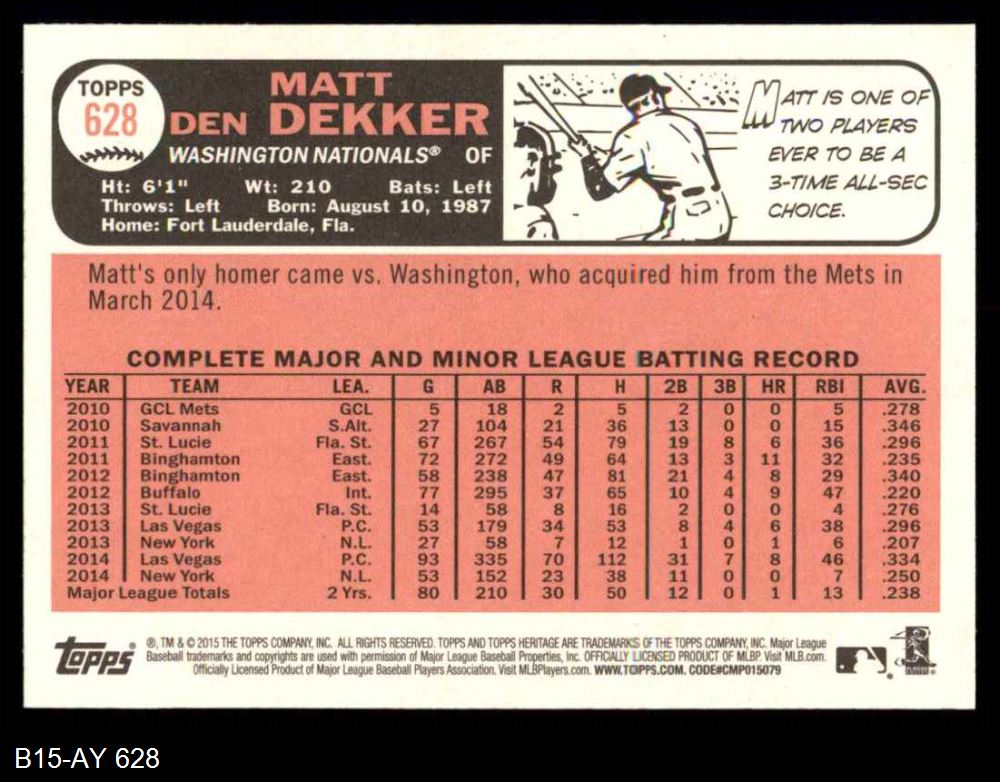 TOPPS
628
MATT
DEN DEKKER
WASHINGTON NATIONALS® OF
Ht: 6'1" Wt: 210 Bats: Left
Throws: Left Born: August 10, 1987
Home: Fort Lauderdale, Fla.
MATT IS ONE OF
TWO PLAYERS
EVER TO BE A
3-TIME ALL-SEC
CHOICE.
Matt's only homer came vs. Washington, who acquired him from the Mets in
March 2014.
COMPLETE MAJOR AND MINOR LEAGUE BATTING RECORD
YEAR TEAM LEA. G AB R H 2B 3B HR RBI AVG.
2010 GCL Mets GCL 5 18 2 5 2 0 0 5 .278
2010 Savannah S.Alt. 27 104 21 36 13 0 0 15 .346
2011 St. Lucie Fla. St. 67 267 54 79 19 8 6 36 .296
2011 Binghamton East. 72 272 49 64 13 3 11 32 .235
2012 Binghamton East. 58 238 47 81 21 4 8 29 .340
2012 Buffalo Int. 77 295 37 65 10 4 9 47 .220
2013 St. Lucie Fla. St. 14 58 8 16 2 0 0 4 .276
2013 Las Vegas P.C. 53 179 34 53 8 4 6 38 .296
2013 New York N.L. 27 58 7 12 1 0 1 6 .207
2014 Las Vegas P.C. 93 335 70 112 31 7 8 46 .334
2014 New York N.L. 53 152 23 38 11 0 0 7 .250
Major League Totals 2 Yrs. 80 210 30 50 12 0 1 13 .238
topps
®, TM & © 2015 THE TOPPS COMPANY, INC. ALL RIGHTS RESERVED. TOPPS AND TOPPS HERITAGE ARE TRADEMARKS OF THE TOPPS COMPANY, INC. Major League
Baseball trademarks and copyrights are used with permission of Major League Baseball Properties, Inc. OFFICIALLY LICENSED PRODUCT OF MLBP. Visit MLB.com.
Officially Licensed Product of Major League Baseball Players Association. Visit MLBPlayers.com. WWW.TOPPS.COM. CODE#CMP015079
B15-AY 628